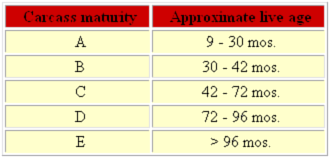 Carcass maturity Approximate live age
A 9 - 30 mos.
B 30 - 42 mos.
C 42 - 72 mos.
D 72 - 96 mos.
E > 96 mos.